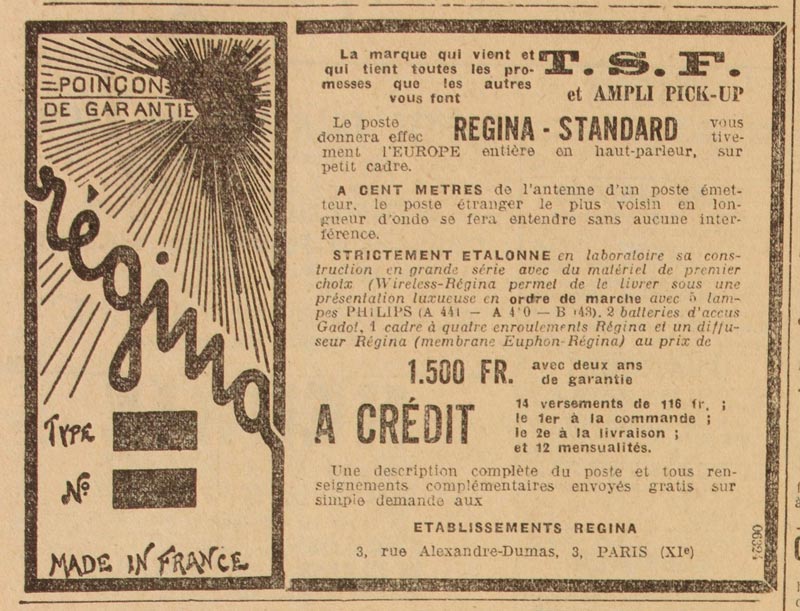 POINÇON
DE GARANTIE
régina
TYPE
No
MADE IN FRANCE
La marque qui vient et
qui tient toutes les pro-
messes que les autres
vous font
T. S. F.
et AMPLI PICK-UP
Le poste REGINA - STANDARD vous
donnera effec tive-
ment l'EUROPE entière en haut-parleur, sur
petit cadre.
A CENT METRES de l'antenne d'un poste émet-
teur, le poste étranger le plus voisin en lon-
gueur d'onde se fera entendre sans aucune inter-
férence.
STRICTEMENT ETALONNE en laboratoire sa cons-
truction en grande série avec du matériel de premier
choix (Wireless-Régina permet de le livrer sous une
présentation luxueuse en ordre de marche avec 5 lam-
pes PHILIPS (A 441 — A 4'0 — B 43). 2 batteries d'accus
Gadot, 1 cadre à quatre enroulements Régina et un diffu-
seur Régina (membrane Euphon-Régina) au prix de
1.500 FR. avec deux ans
de garantie
A CRÉDIT
14 versements de 116 fr. ;
le 1er à la commande ;
le 2e à la livraison ;
et 12 mensualités.
Une description complète du poste et tous ren-
seignements complémentaires envoyés gratis sur
simple demande aux
ETABLISSEMENTS REGINA
3, rue Alexandre-Dumas, 3, PARIS (XIe)